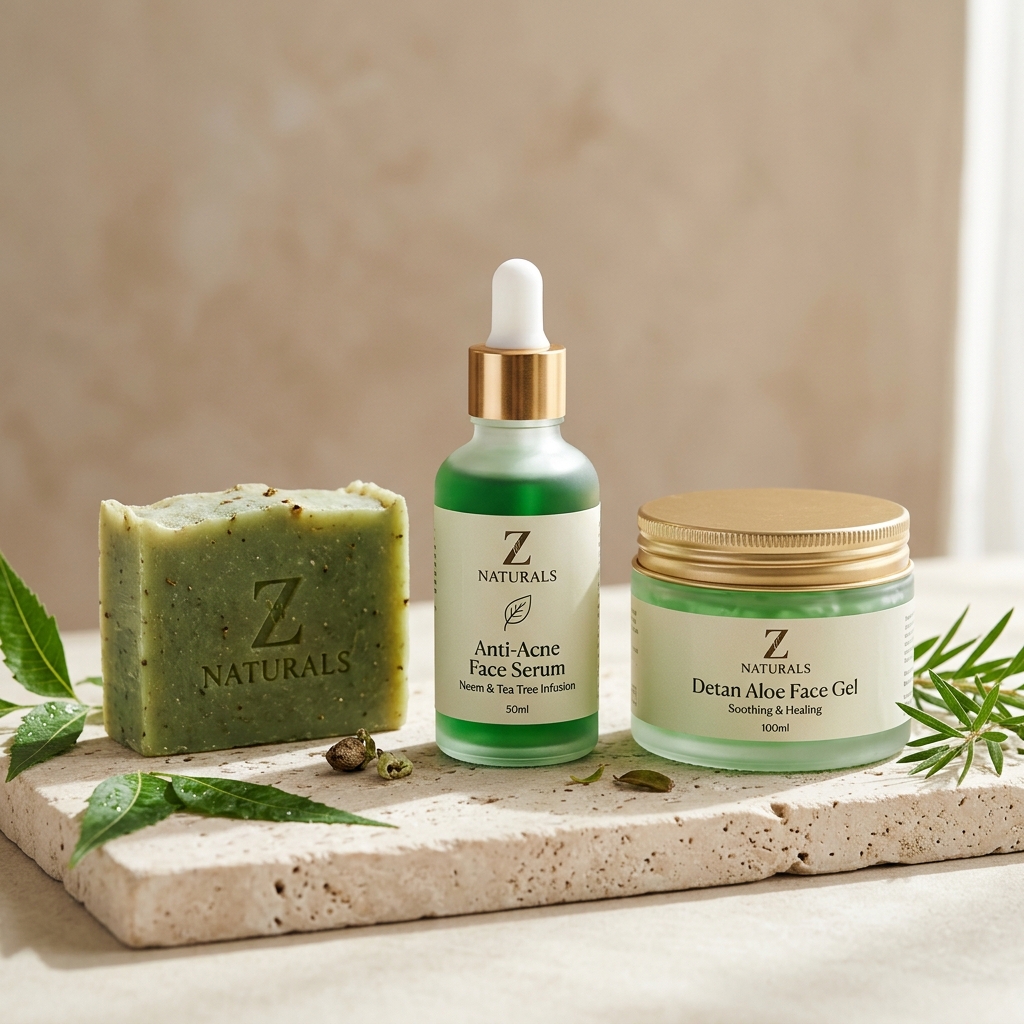 Z
NATURALS
Z
NATURALS
Anti-Acne
Face Serum
Neem & Tea Tree Infusion
50ml
Z
NATURALS
Detan Aloe Face Gel
Soothing & Healing
100ml